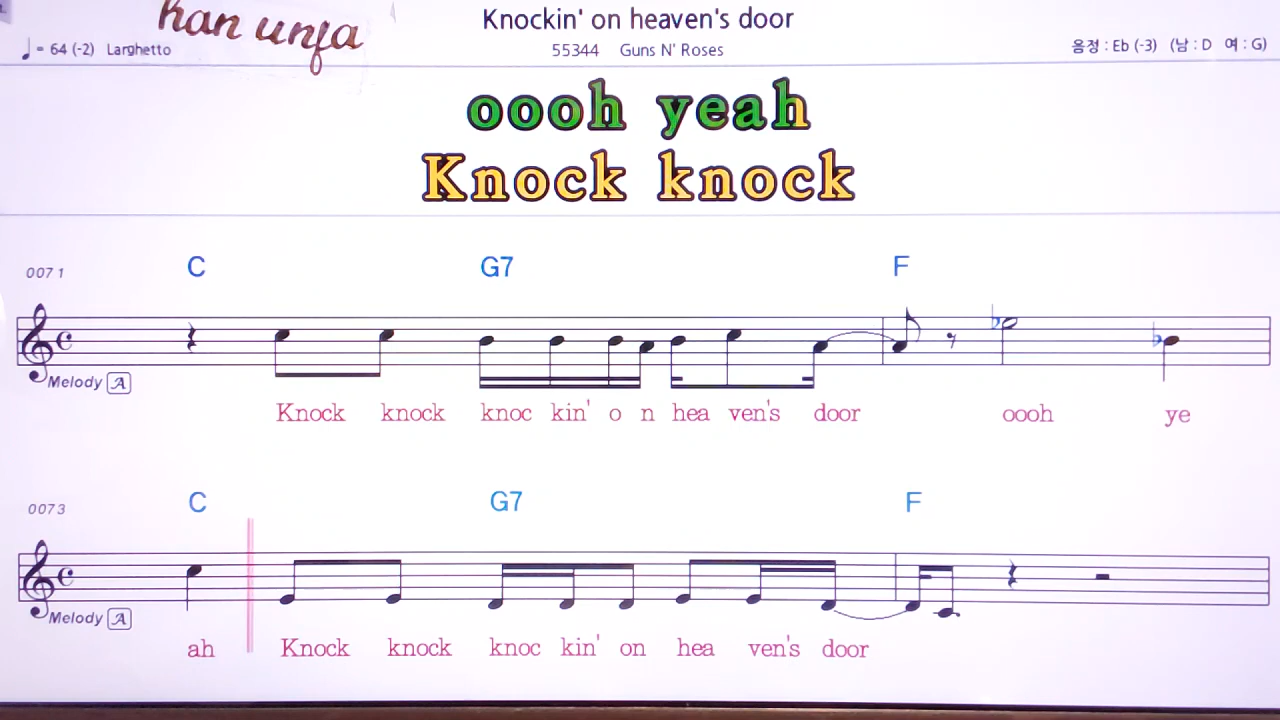 han unfa
Knockin' on heaven's door
♩ = 64 (-2) Larghetto
55344 Guns N' Roses
음정 : Eb (-3) (남 : D 여 : G)
oooh yeah
Knock knock
0071
C G7 F
Melody A
Knock knock knoc kin' o n hea ven's door oooh ye
0073
C G7 F
Melody A
ah Knock knock knoc kin' on hea ven's door